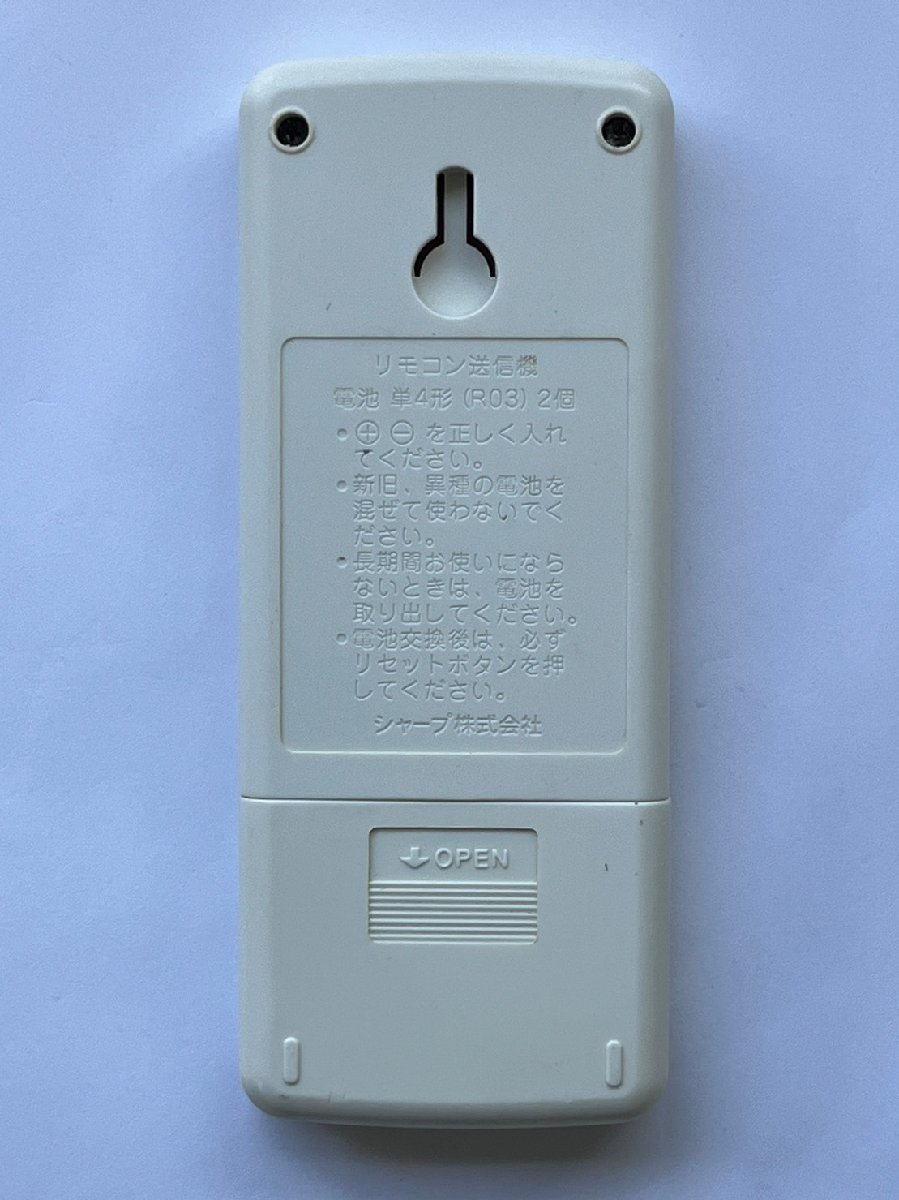 リモコン送信機
電池 単4形 (R03) 2個
• ⊕ ⊖ を正しく入れ
てください。
• 新旧、異種の電池を
混ぜて使わないでく
ださい。
• 長期間お使いになら
ないときは、電池を
取り出してください。
• 電池交換後は、必ず
リセットボタンを押
してください。
シャープ株式会社
OPEN